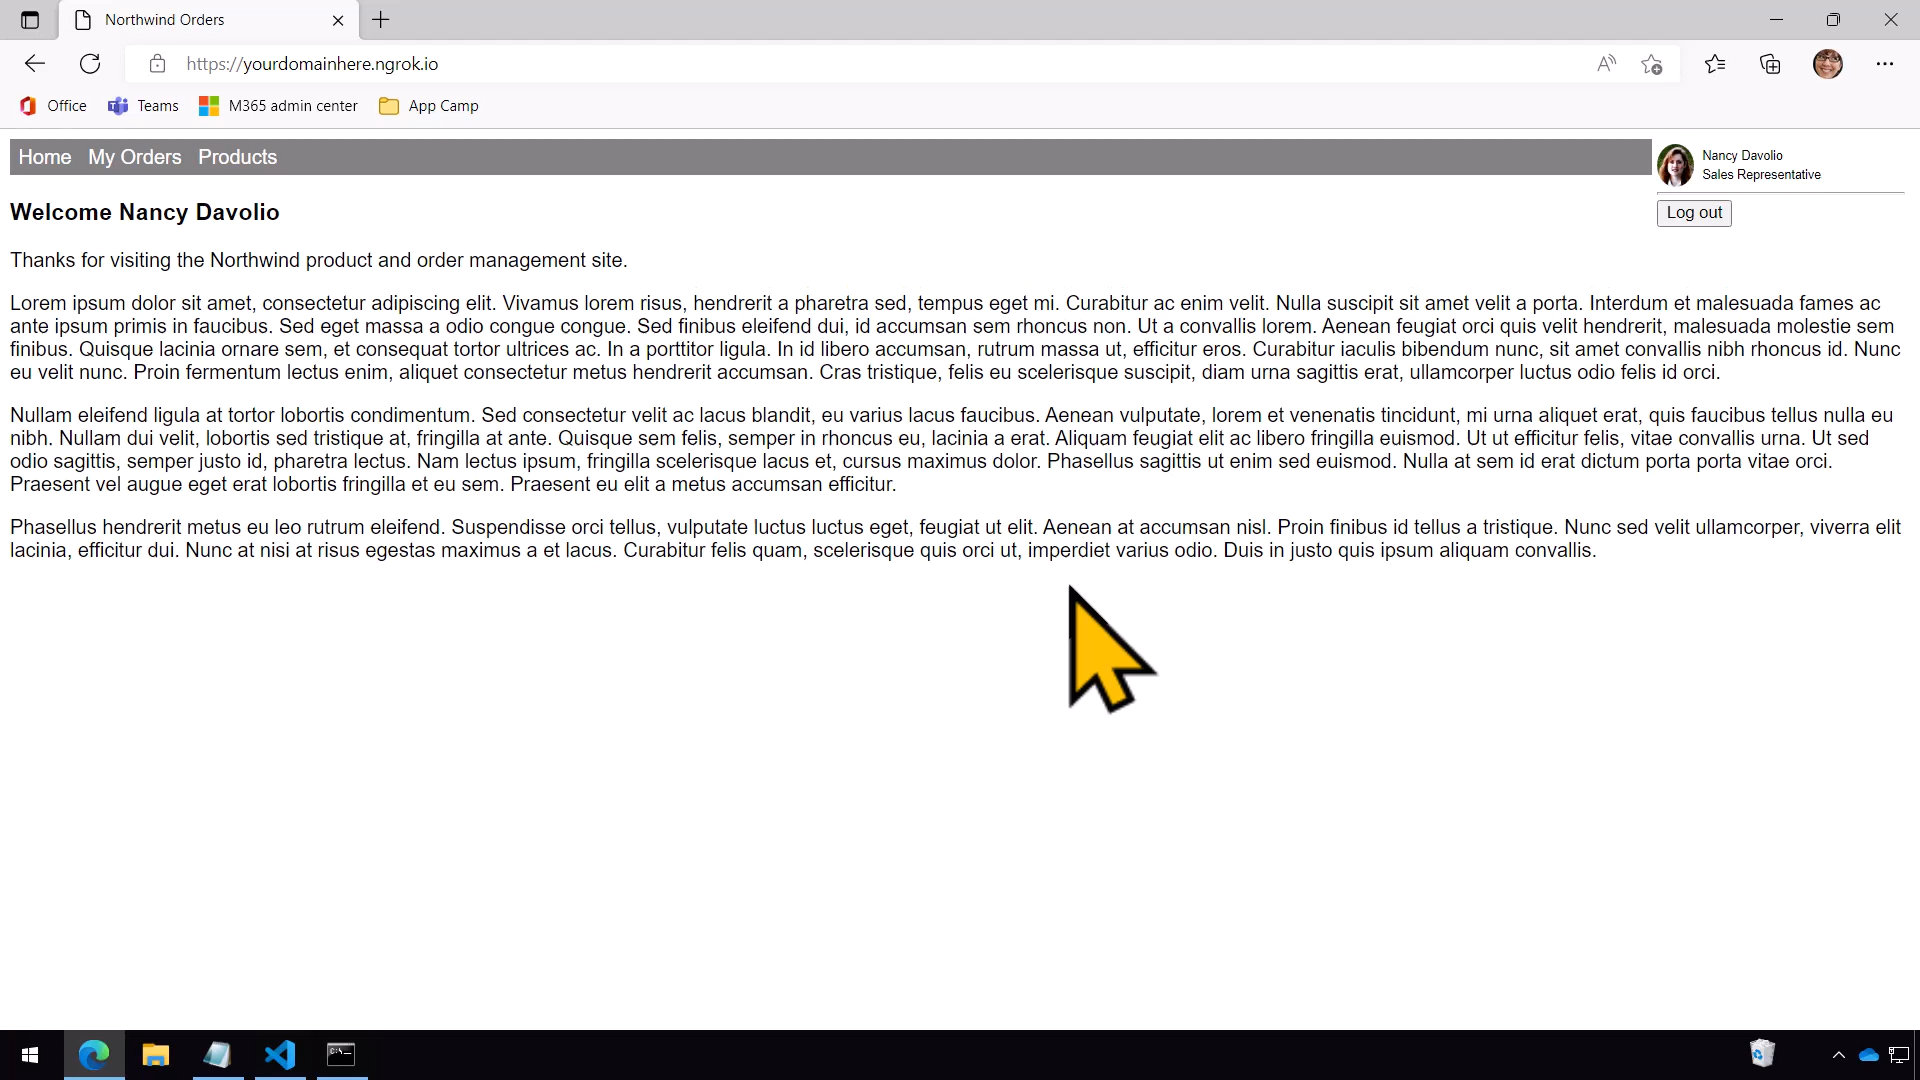 Northwind Orders
https://yourdomainhere.ngrok.io
Office Teams M365 admin center App Camp
Home My Orders Products
Nancy Davolio
Sales Representative
Log out
Welcome Nancy Davolio
Thanks for visiting the Northwind product and order management site.
Lorem ipsum dolor sit amet, consectetur adipiscing elit. Vivamus lorem risus, hendrerit a pharetra sed, tempus eget mi. Curabitur ac enim velit. Nulla suscipit sit amet velit a porta. Interdum et malesuada fames ac
ante ipsum primis in faucibus. Sed eget massa a odio congue congue. Sed finibus eleifend dui, id accumsan sem rhoncus non. Ut a convallis lorem. Aenean feugiat orci quis velit hendrerit, malesuada molestie sem
finibus. Quisque lacinia ornare sem, et consequat tortor ultrices ac. In a porttitor ligula. In id libero accumsan, rutrum massa ut, efficitur eros. Curabitur iaculis bibendum nunc, sit amet convallis nibh rhoncus id. Nunc
eu velit nunc. Proin fermentum lectus enim, aliquet consectetur metus hendrerit accumsan. Cras tristique, felis eu scelerisque suscipit, diam urna sagittis erat, ullamcorper luctus odio felis id orci.
Nullam eleifend ligula at tortor lobortis condimentum. Sed consectetur velit ac lacus blandit, eu varius lacus faucibus. Aenean vulputate, lorem et venenatis tincidunt, mi urna aliquet erat, quis faucibus tellus nulla eu
nibh. Nullam dui velit, lobortis sed tristique at, fringilla at ante. Quisque sem felis, semper in rhoncus eu, lacinia a erat. Aliquam feugiat elit ac libero fringilla euismod. Ut ut efficitur felis, vitae convallis urna. Ut sed
odio sagittis, semper justo id, pharetra lectus. Nam lectus ipsum, fringilla scelerisque lacus et, cursus maximus dolor. Phasellus sagittis ut enim sed euismod. Nulla at sem id erat dictum porta porta vitae orci.
Praesent vel augue eget erat lobortis fringilla et eu sem. Praesent eu elit a metus accumsan efficitur.
Phasellus hendrerit metus eu leo rutrum eleifend. Suspendisse orci tellus, vulputate luctus luctus eget, feugiat ut elit. Aenean at accumsan nisl. Proin finibus id tellus a tristique. Nunc sed velit ullamcorper, viverra elit
lacinia, efficitur dui. Nunc at nisi at risus egestas maximus a et lacus. Curabitur felis quam, scelerisque quis orci ut, imperdiet varius odio. Duis in justo quis ipsum aliquam convallis.